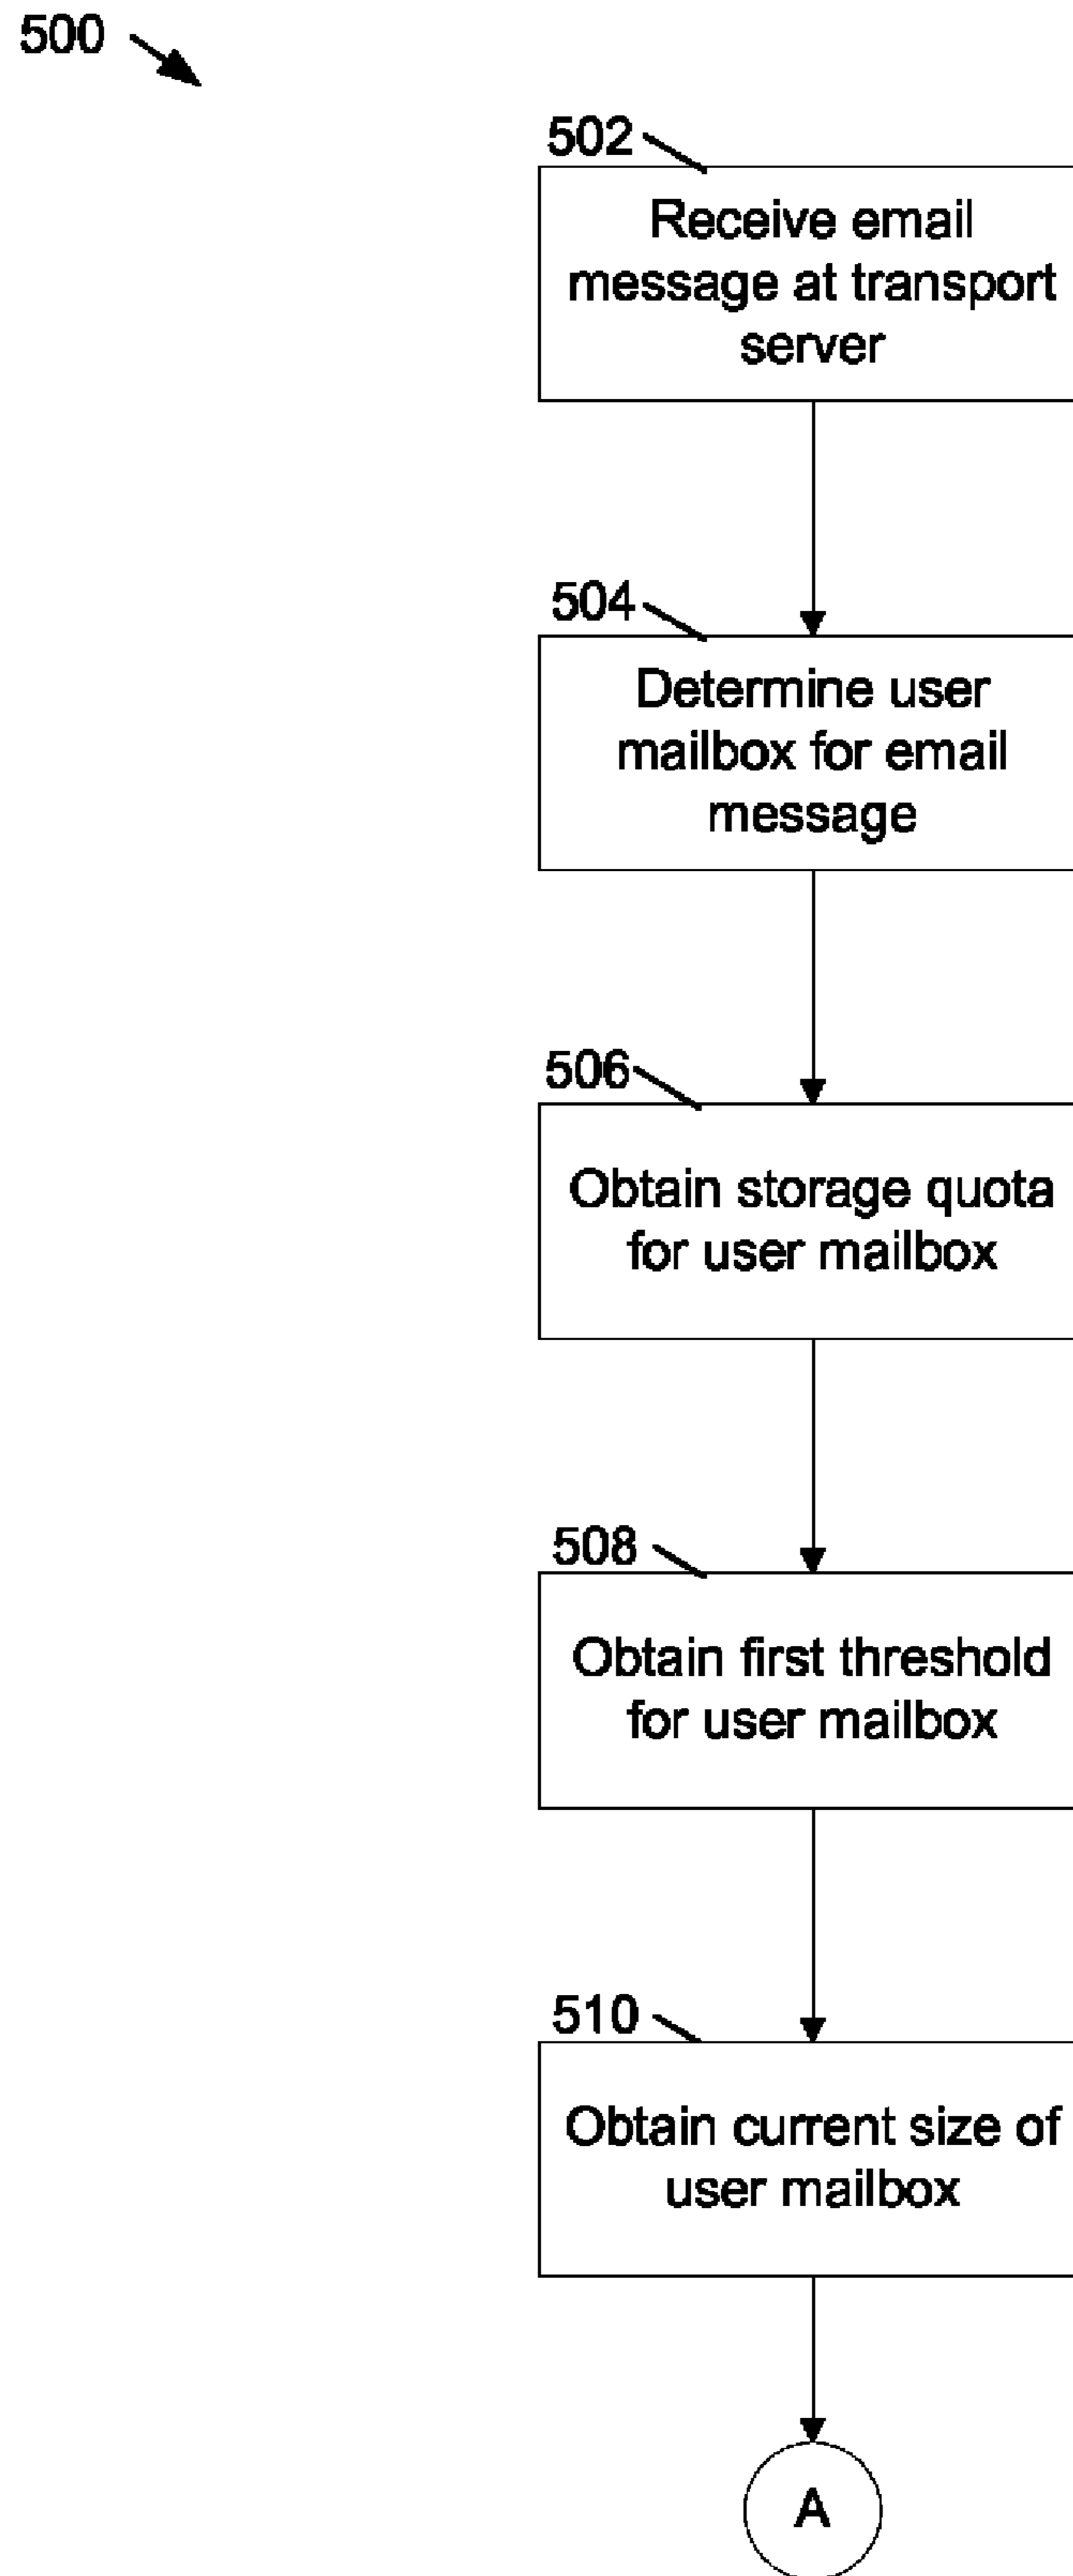 500
502
Receive email
message at transport
server
504
Determine user
mailbox for email
message
506
Obtain storage quota
for user mailbox
508
Obtain first threshold
for user mailbox
510
Obtain current size of
user mailbox
A